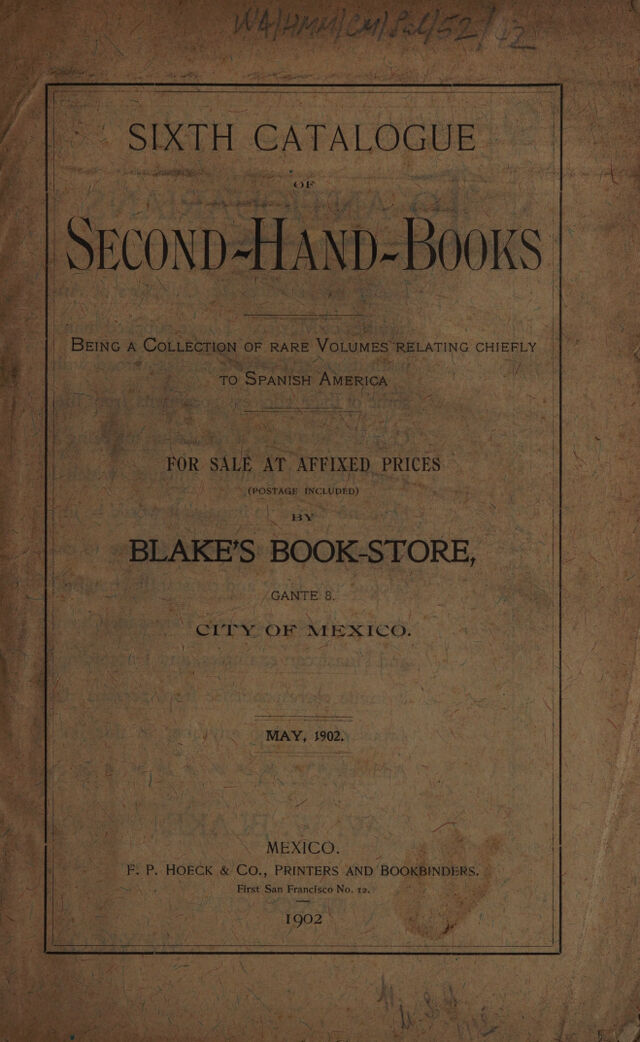 SIXTH CATALOGUE
OF
SECOND-HAND-BOOKS
BEING A COLLECTION OF RARE VOLUMES RELATING CHIEFLY
TO SPANISH AMERICA
FOR SALE AT AFFIXED PRICES
(POSTAGE INCLUDED)
BY
BLAKE'S BOOK-STORE,
GANTE 8.
CITY OF MEXICO.
MAY, 1902.
MEXICO.
F. P. HOECK & CO., PRINTERS AND BOOKBINDERS.
First San Francisco No. 12.
1902